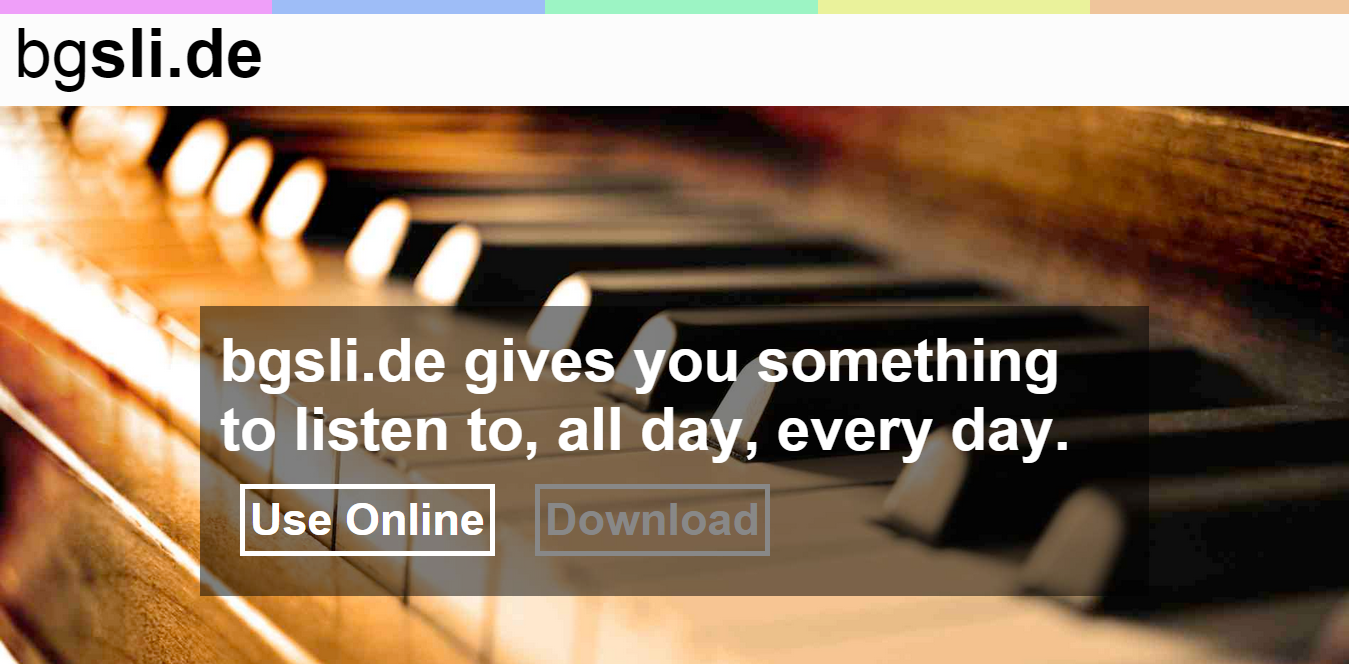 bgsli.de
bgsli.de gives you something
to listen to, all day, every day.
Use Online
Download